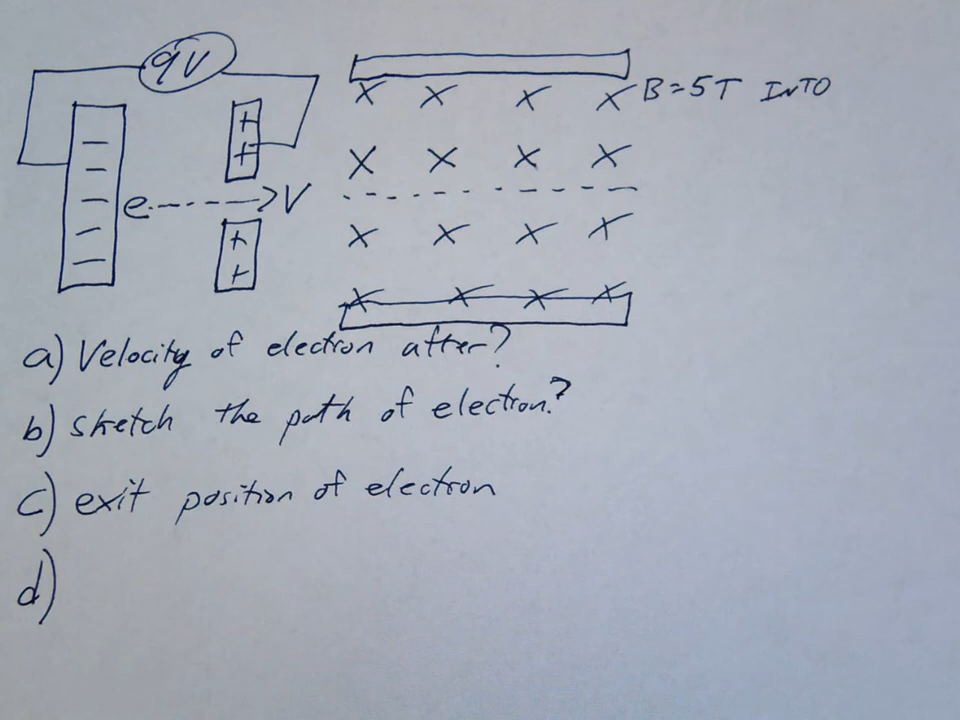 9V
B=5T INTO
e V
a) Velocity of electron after?
b) Sketch the path of electron?
c) exit position of electron
d)